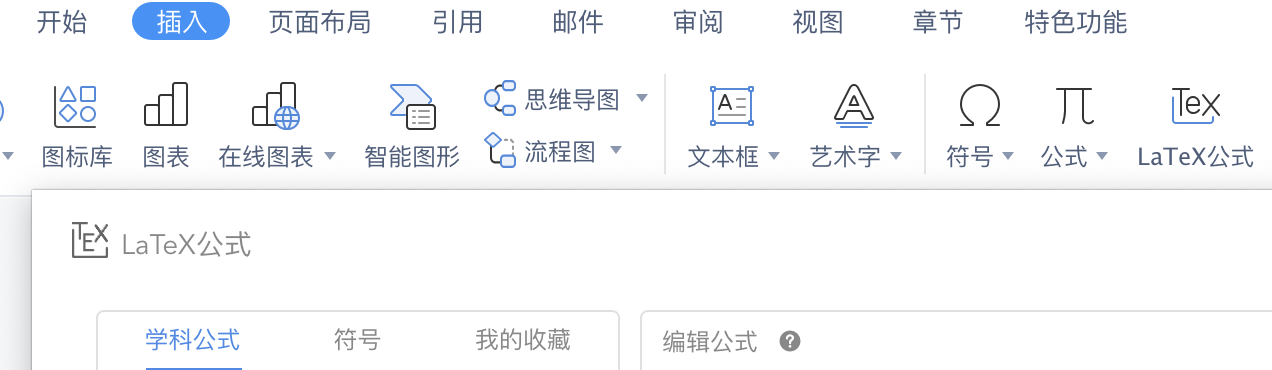 开始 插入 页面布局 引用 邮件 审阅 视图 章节 特色功能
思维导图
流程图
图标库 图表 在线图表 智能图形 文本框 艺术字 符号 公式 LaTeX公式
LaTeX公式
学科公式 符号 我的收藏 编辑公式